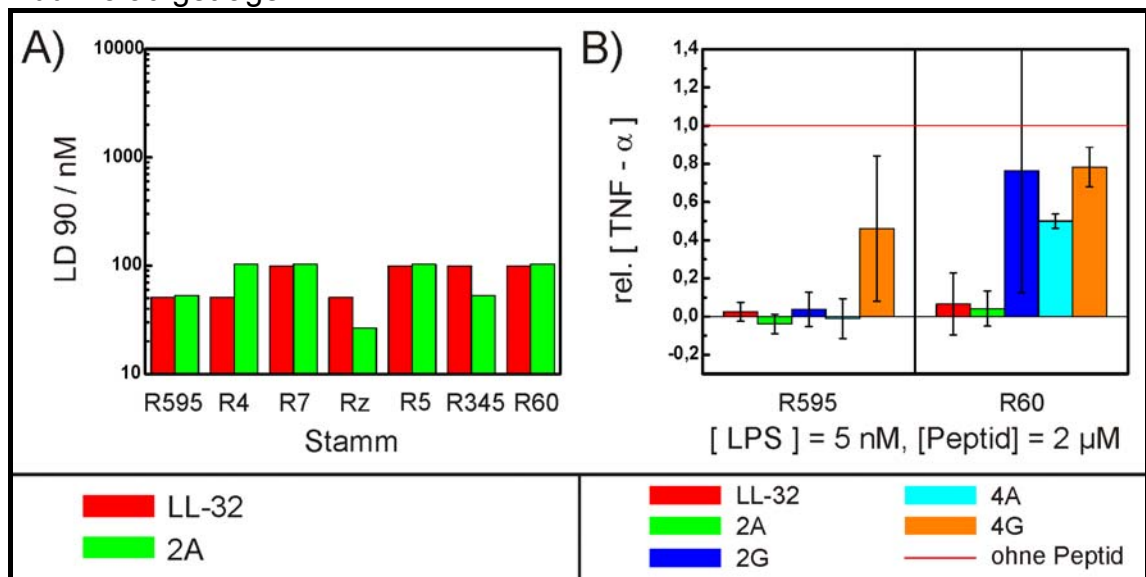 A)
10000
1000
100
10
LD 90 / nM
R595 R4 R7 Rz R5 R345 R60
Stamm
B)
1,4
1,2
1,0
0,8
0,6
0,4
0,2
0,0
-0,2
rel. [ TNF - α ]
R595 R60
[ LPS ] = 5 nM, [Peptid] = 2 µM
LL-32
2A
LL-32
2A
2G
4A
4G
ohne Peptid